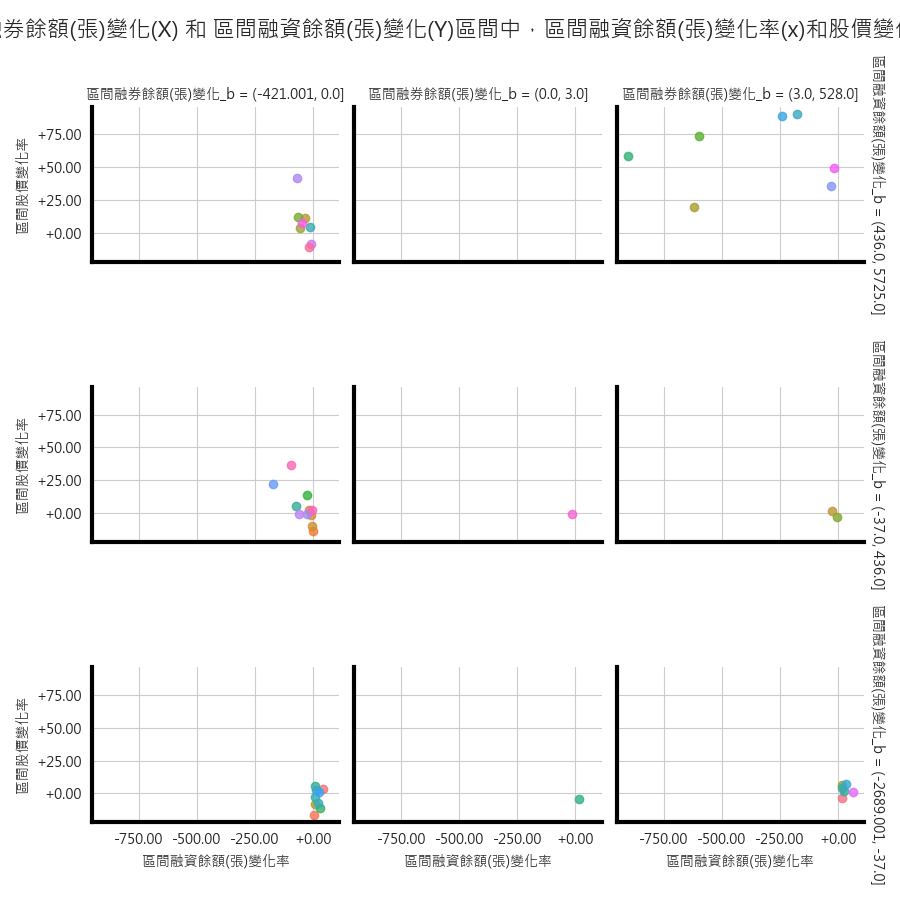 券餘額(張)變化(X) 和 區間融資餘額(張)變化(Y)區間中，區間融資餘額(張)變化率(x)和股價變
區間融券餘額(張)變化_b = (-421.001, 0.0]
區間融券餘額(張)變化_b = (0.0, 3.0]
區間融券餘額(張)變化_b = (3.0, 528.0]
區間融資餘額(張)變化_b = (436.0, 5725.0]
區間股價變化率
+75.00
+50.00
+25.00
+0.00
區間融資餘額(張)變化_b = (-37.0, 436.0]
區間股價變化率
+75.00
+50.00
+25.00
+0.00
區間融資餘額(張)變化_b = (-2689.001, -37.0]
區間股價變化率
+75.00
+50.00
+25.00
+0.00
-750.00 -500.00 -250.00 +0.00
-750.00 -500.00 -250.00 +0.00
-750.00 -500.00 -250.00 +0.00
區間融資餘額(張)變化率
區間融資餘額(張)變化率
區間融資餘額(張)變化率